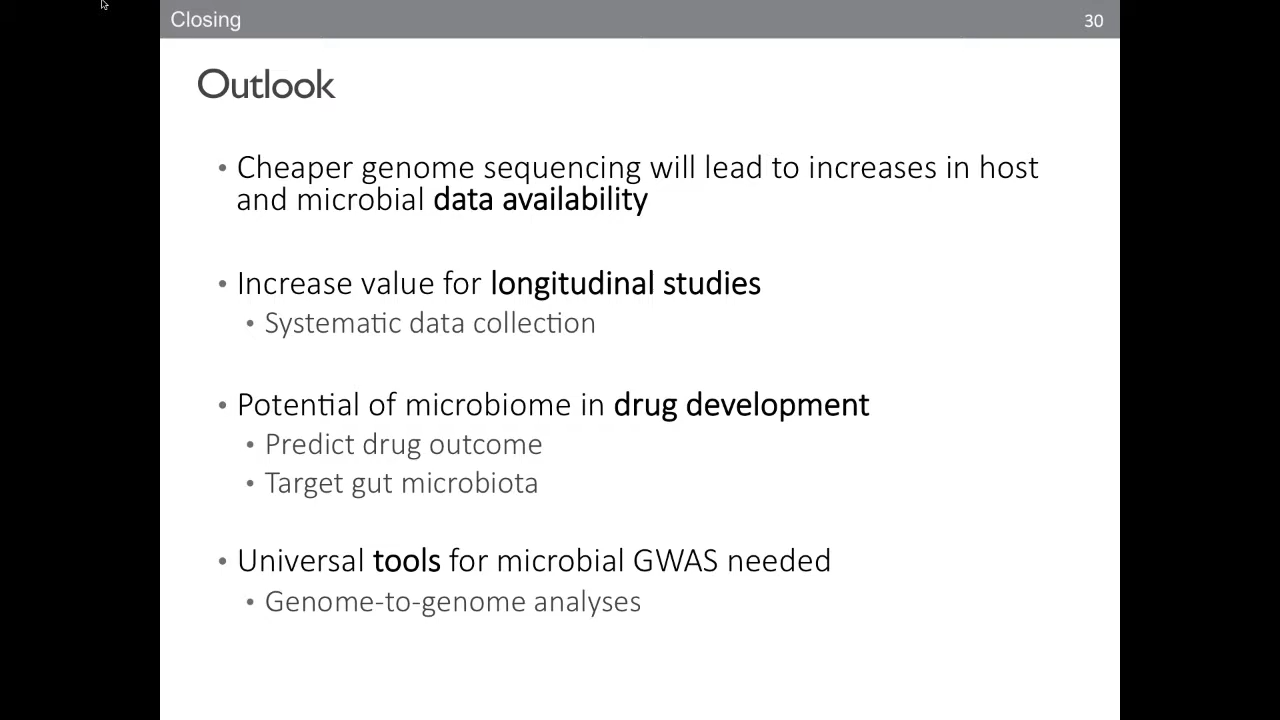 Closing
30
Outlook
• Cheaper genome sequencing will lead to increases in host
and microbial data availability
• Increase value for longitudinal studies
• Systematic data collection
• Potential of microbiome in drug development
• Predict drug outcome
• Target gut microbiota
• Universal tools for microbial GWAS needed
• Genome-to-genome analyses